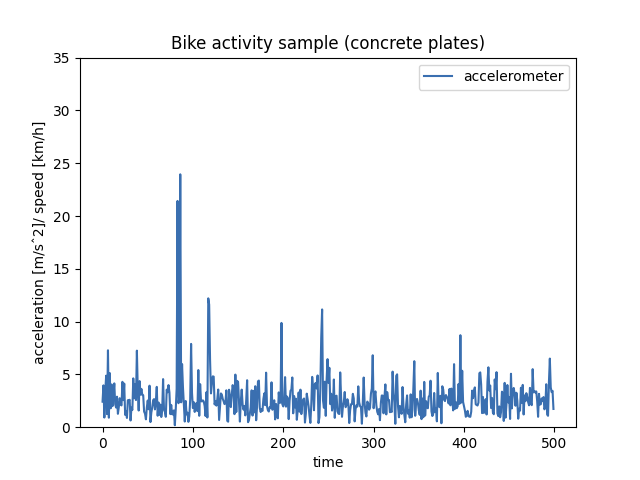 Bike activity sample (concrete plates)
accelerometer
35
30
25
20
15
10
5
0
acceleration [m/sˆ2]/ speed [km/h]
0 100 200 300 400 500
time